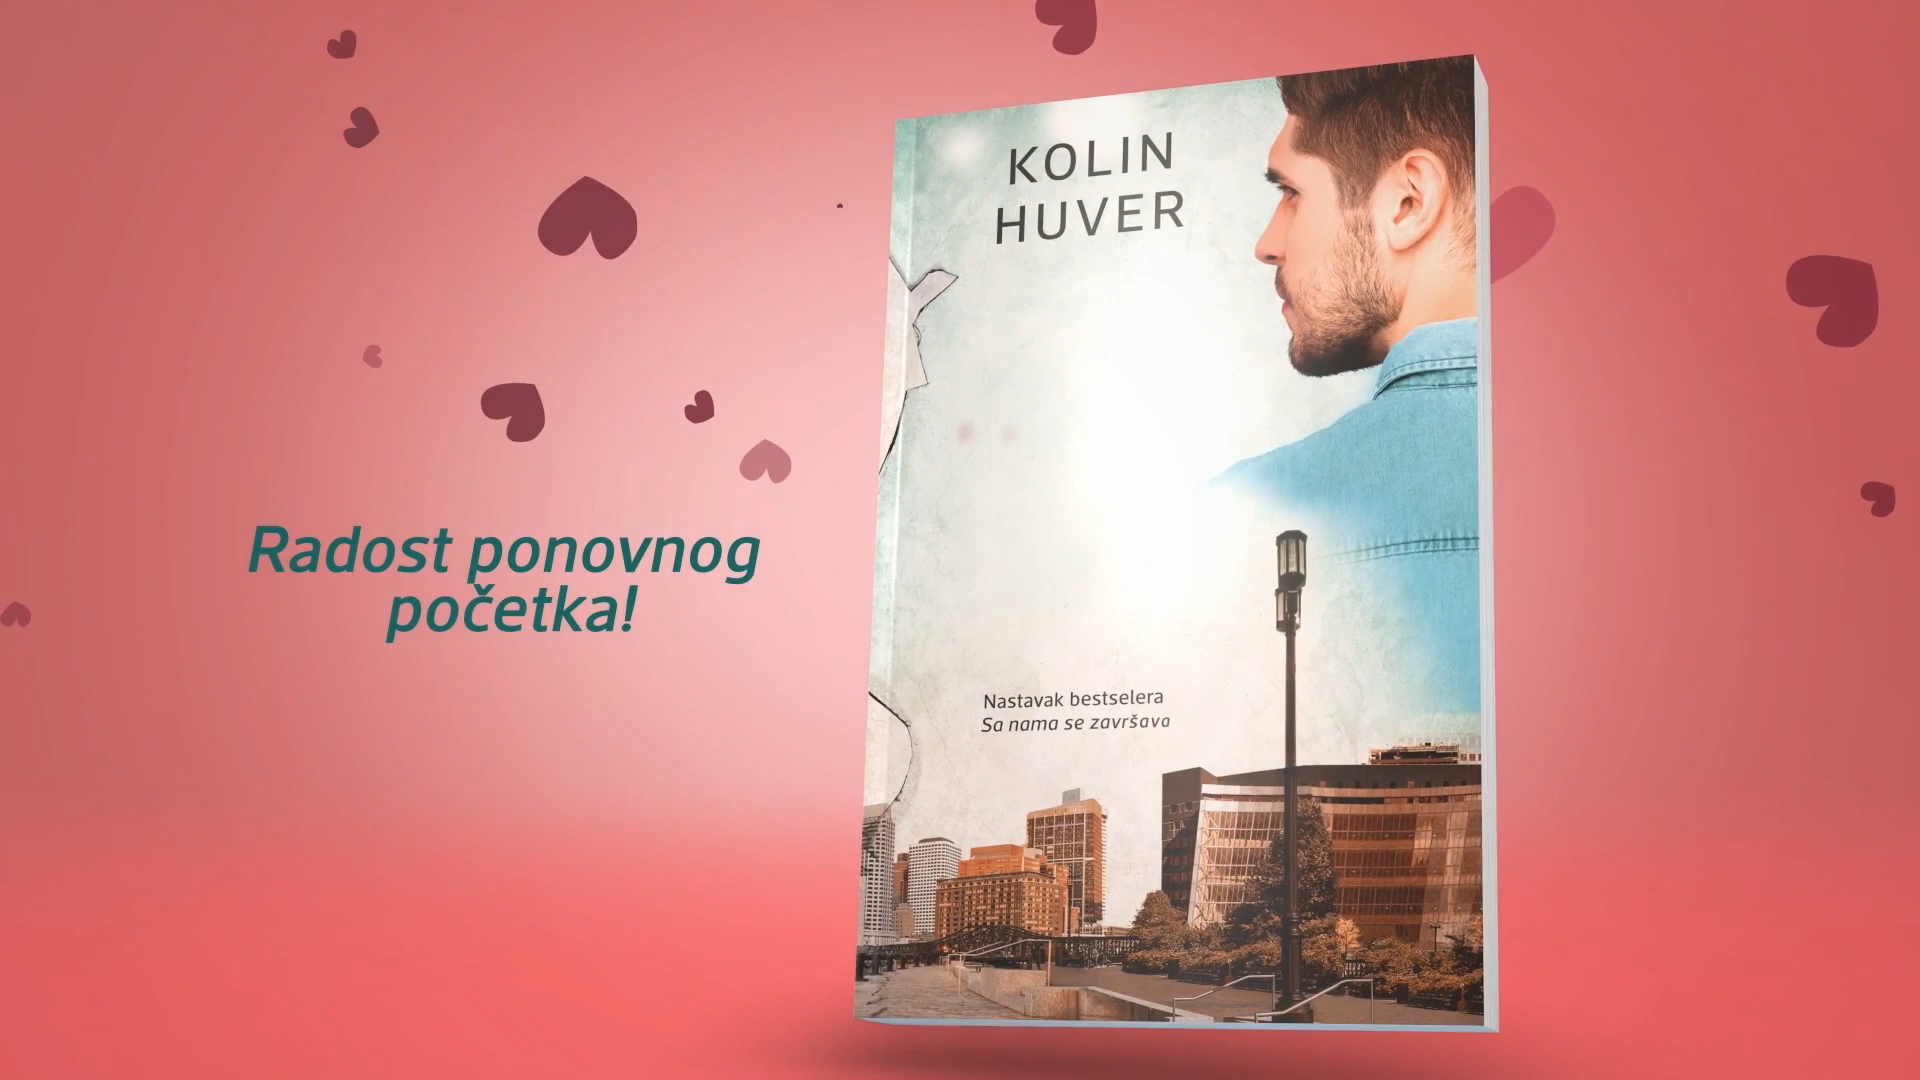 Radost ponovnog
početka!
KOLIN
HUVER
Nastavak bestselera
Sa nama se završava